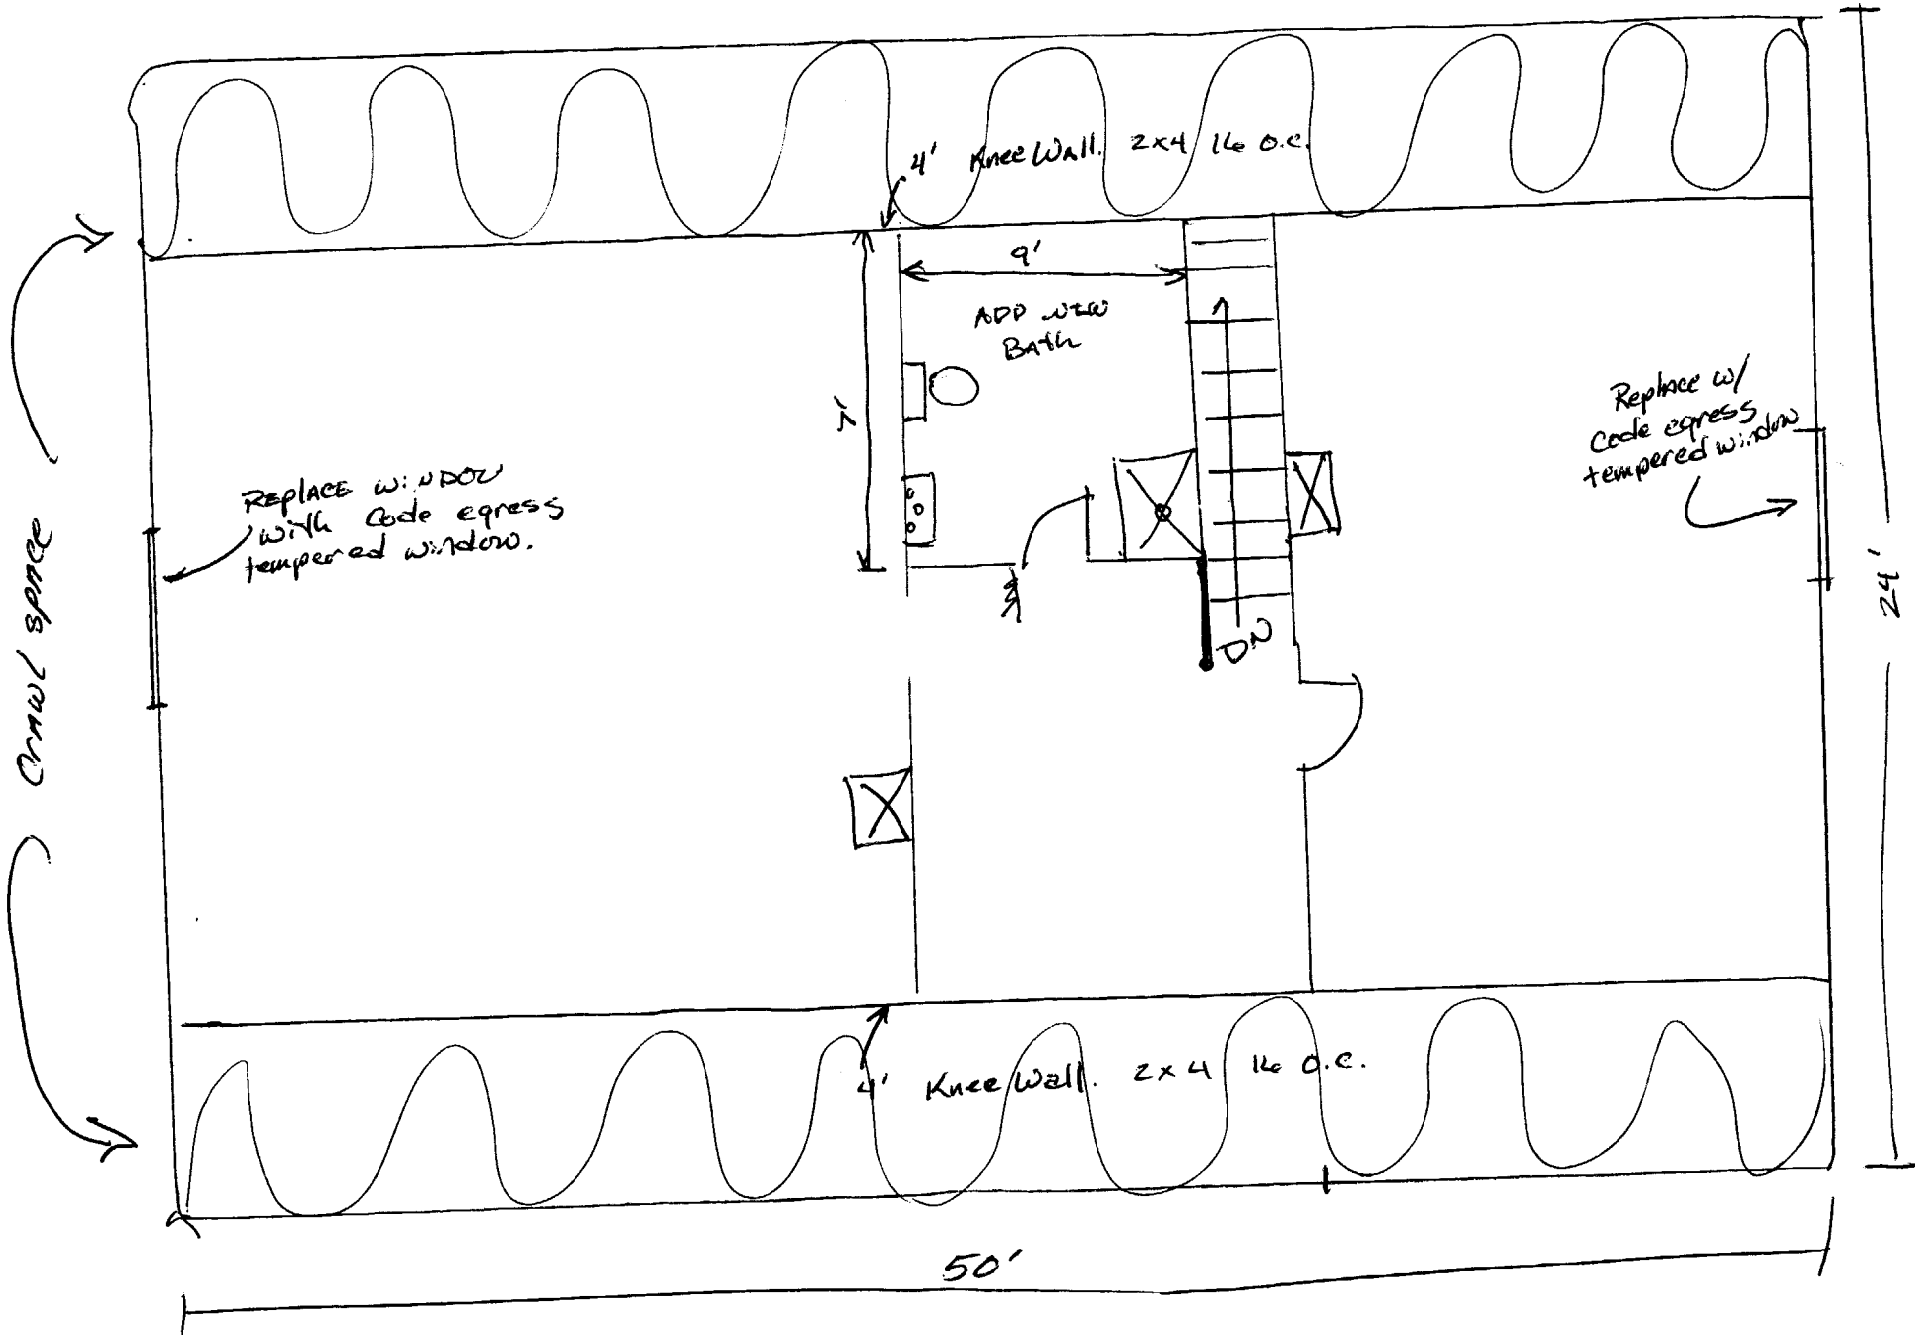 4' Knee Wall. 2x4 16 O.C.
9'
ADD NEW
BATH
7'
Replace w/
Code egress
tempered window
REPLACE WINDOW
with Code egress
tempered window.
Crawl space
24'
DN
4' Knee Wall. 2x4 16 O.C.
50'